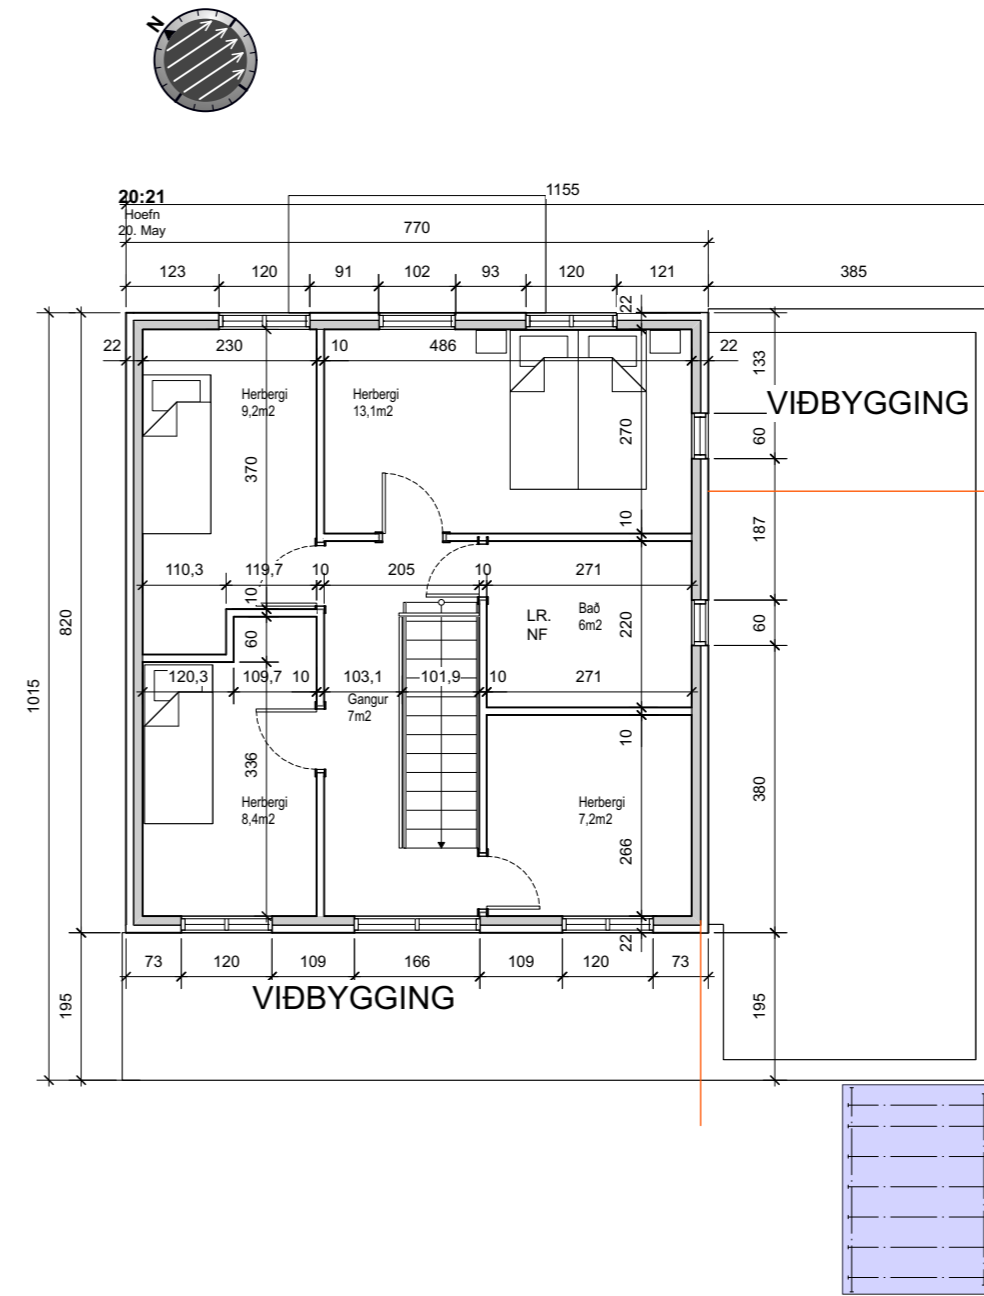 N
20:21
Hoefn
20. May
1155
770
123 120 91 102 93 120 121 385
22
22 230 10 486 22
133
Herbergi
9,2m2
Herbergi
13,1m2
VIÐBYGGING
60
270
370
10
187
110,3 119,7 10 205 10 271
10
LR.
NF
Bað
6m2
220
60
820
60
1015
120,3 109,7 10 103,1 101,9 10 271
Gangur
7m2
10
336
380
Herbergi
8,4m2
Herbergi
7,2m2
266
22
73 120 109 166 109 120 73
VIÐBYGGING
195
195